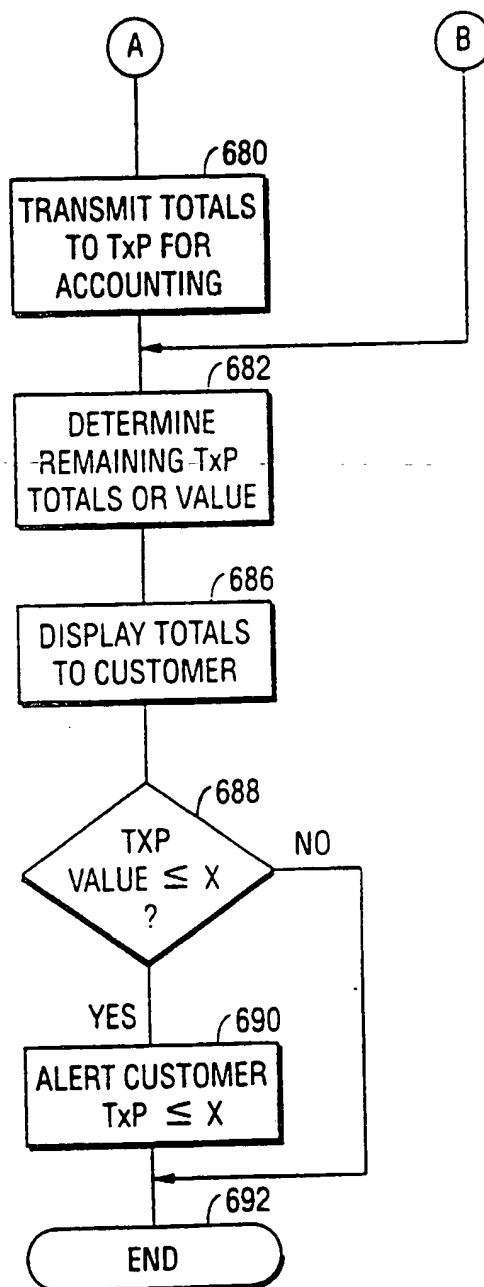 A
B
680
TRANSMIT TOTALS
TO TxP FOR
ACCOUNTING
682
DETERMINE
REMAINING TxP
TOTALS OR VALUE
686
DISPLAY TOTALS
TO CUSTOMER
688
TXP
VALUE ≤ X
?
NO
YES
690
ALERT CUSTOMER
TxP ≤ X
692
END